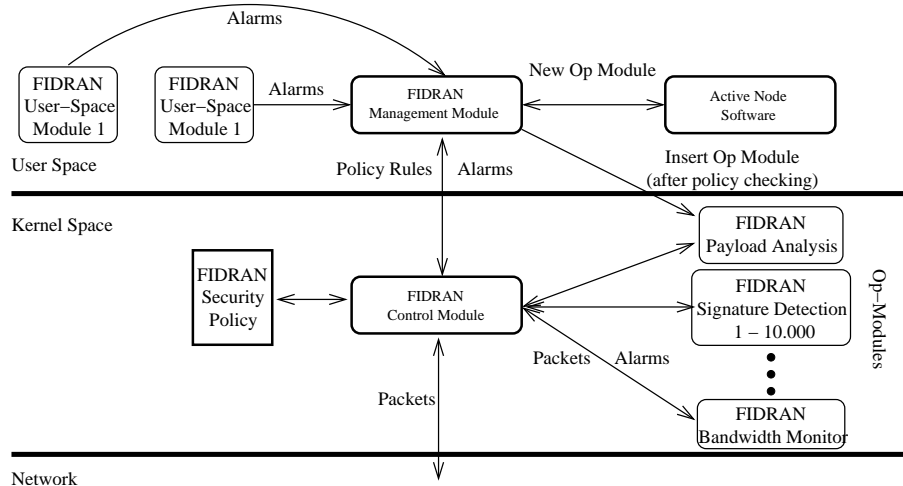 Alarms
FIDRAN
User−Space
Module 1
FIDRAN
User−Space
Module 1
Alarms
FIDRAN
Management Module
New Op Module
Active Node
Software
User Space
Policy Rules
Alarms
Insert Op Module
(after policy checking)
Kernel Space
FIDRAN
Payload Analysis
FIDRAN
Security
Policy
FIDRAN
Control Module
FIDRAN
Signature Detection
1 − 10.000
Op−Modules
Packets
Alarms
Packets
FIDRAN
Bandwidth Monitor
Network